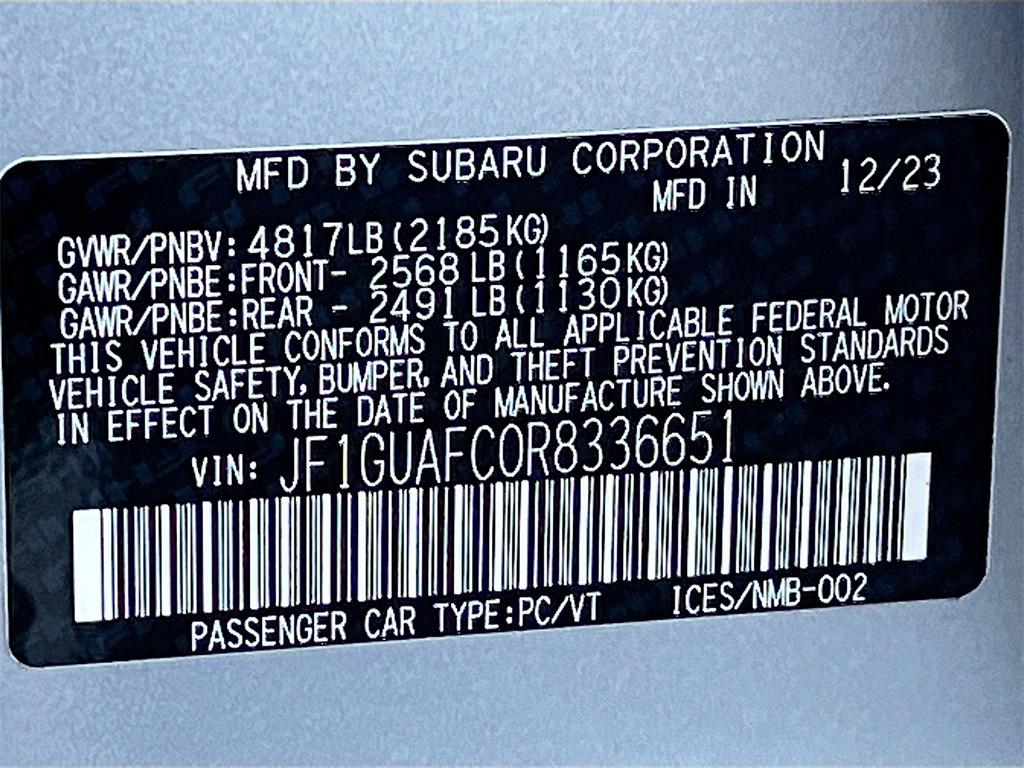 MFD BY SUBARU CORPORATION
MFD IN 12/23
GVWR/PNBV: 4817LB(2185KG)
GAWR/PNBE:FRONT- 2568 LB(1165KG)
GAWR/PNBE:REAR - 2491 LB(1130KG)
THIS VEHICLE CONFORMS TO ALL APPLICABLE FEDERAL MOTOR
VEHICLE SAFETY, BUMPER, AND THEFT PREVENTION STANDARDS
IN EFFECT ON THE DATE OF MANUFACTURE SHOWN ABOVE.
VIN: JF1GUAFC0R8336651
PASSENGER CAR TYPE:PC/VT ICES/NMB-002